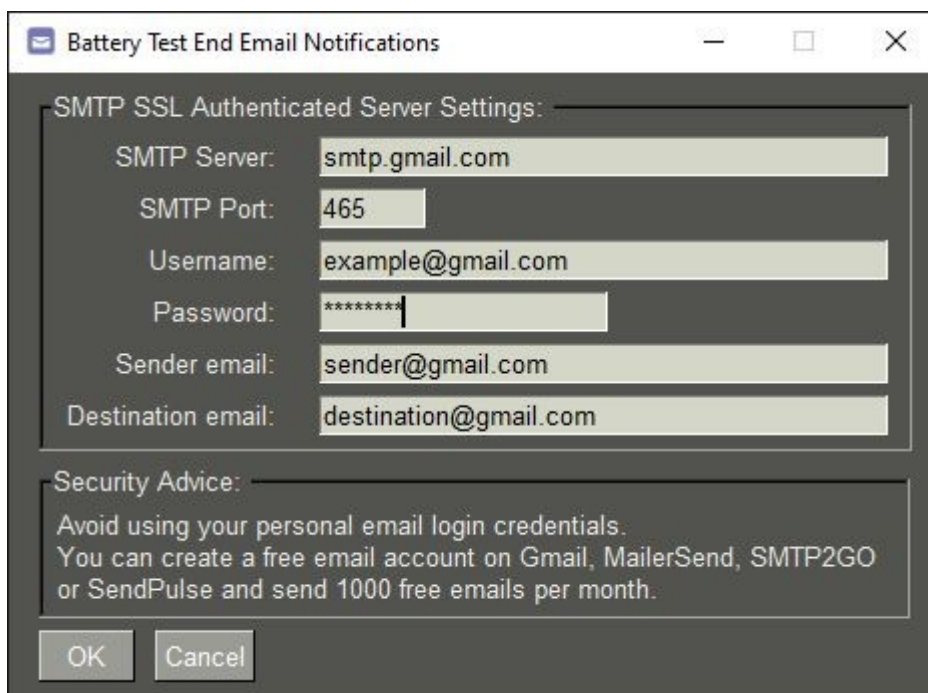 Battery Test End Email Notifications
SMTP SSL Authenticated Server Settings:
SMTP Server: smtp.gmail.com
SMTP Port: 465
Username: example@gmail.com
Password: ********
Sender email: sender@gmail.com
Destination email: destination@gmail.com
Security Advice:
Avoid using your personal email login credentials.
You can create a free email account on Gmail, MailerSend, SMTP2GO
or SendPulse and send 1000 free emails per month.
OK Cancel